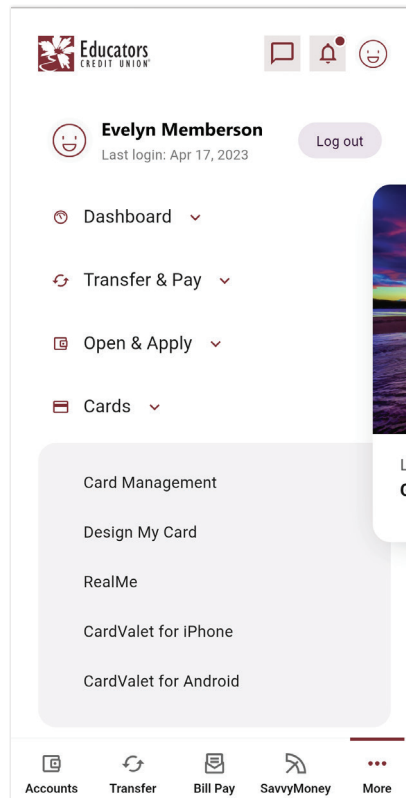 Educators
CREDIT UNION
Evelyn Memberson
Last login: Apr 17, 2023
Log out
Dashboard
Transfer & Pay
Open & Apply
Cards
Card Management
Design My Card
RealMe
CardValet for iPhone
CardValet for Android
Accounts
Transfer
Bill Pay
SavvyMoney
More